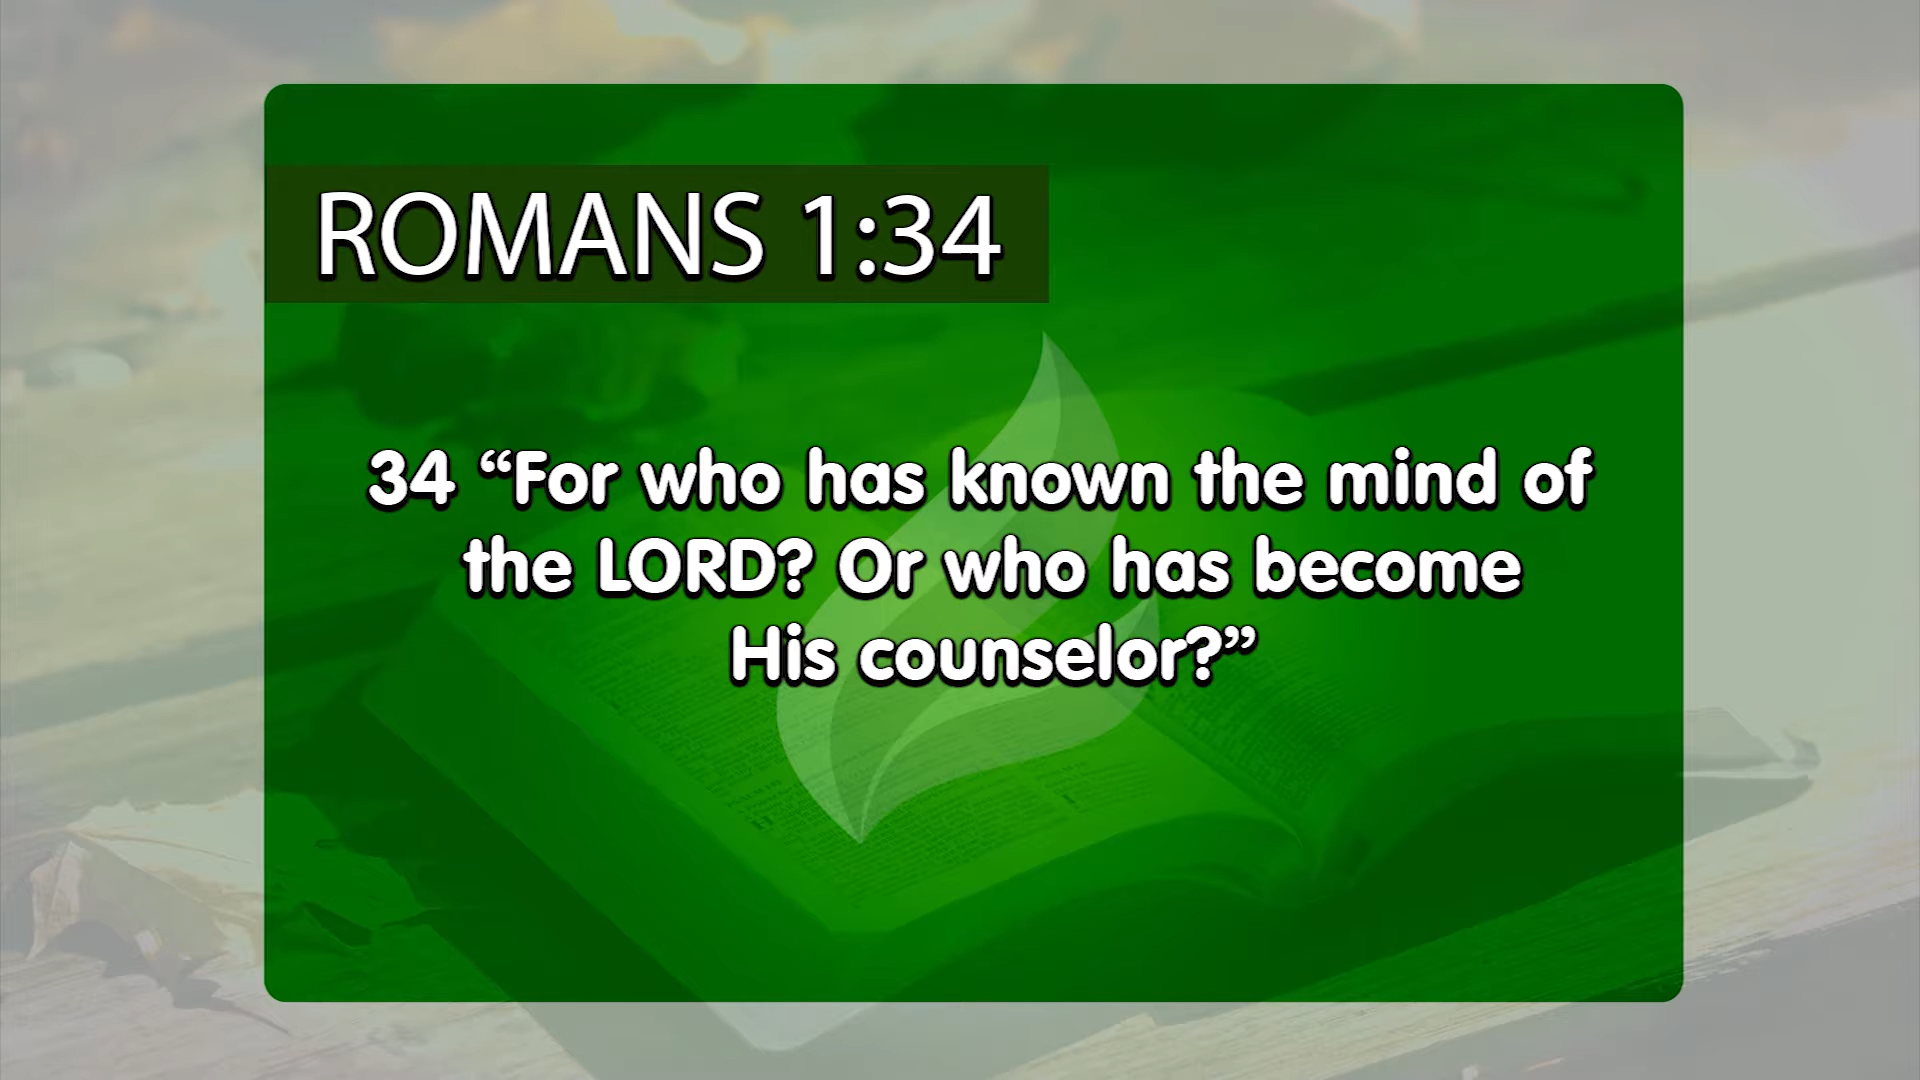 ROMANS 1:34
34 “For who has known the mind of
the LORD? Or who has become
His counselor?”